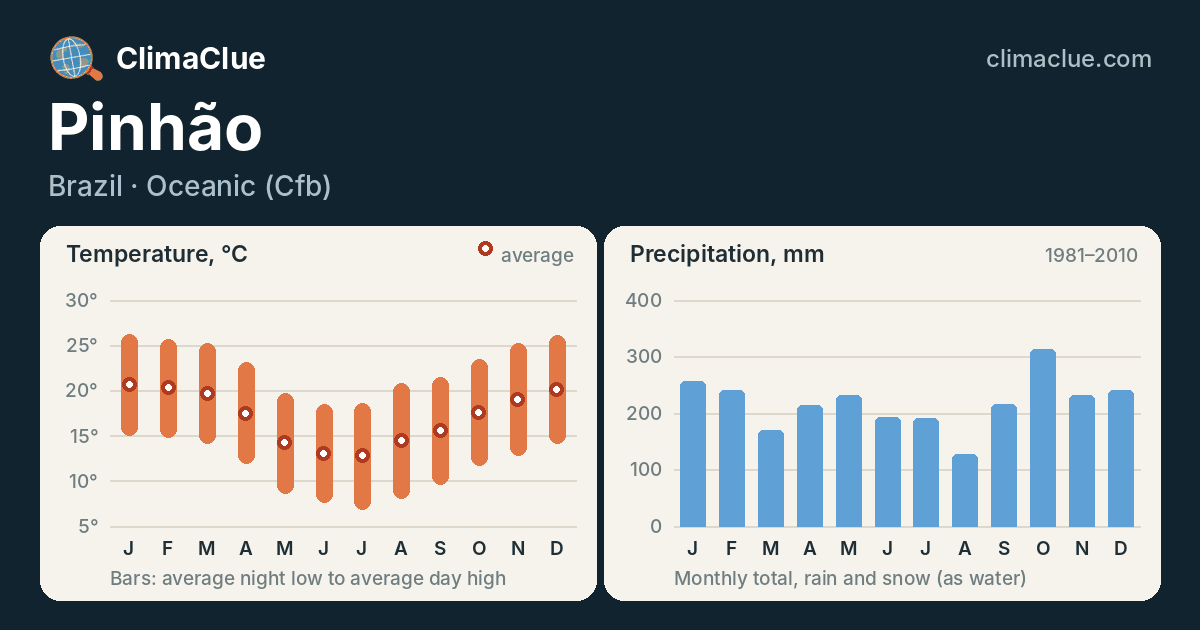 ClimaClue
climaclue.com
Pinhão
Brazil · Oceanic (Cfb)
Temperature, °C
average
30°
25°
20°
15°
10°
5°
J F M A M J J A S O N D
Bars: average night low to average day high
Precipitation, mm
1981–2010
400
300
200
100
0
J F M A M J J A S O N D
Monthly total, rain and snow (as water)